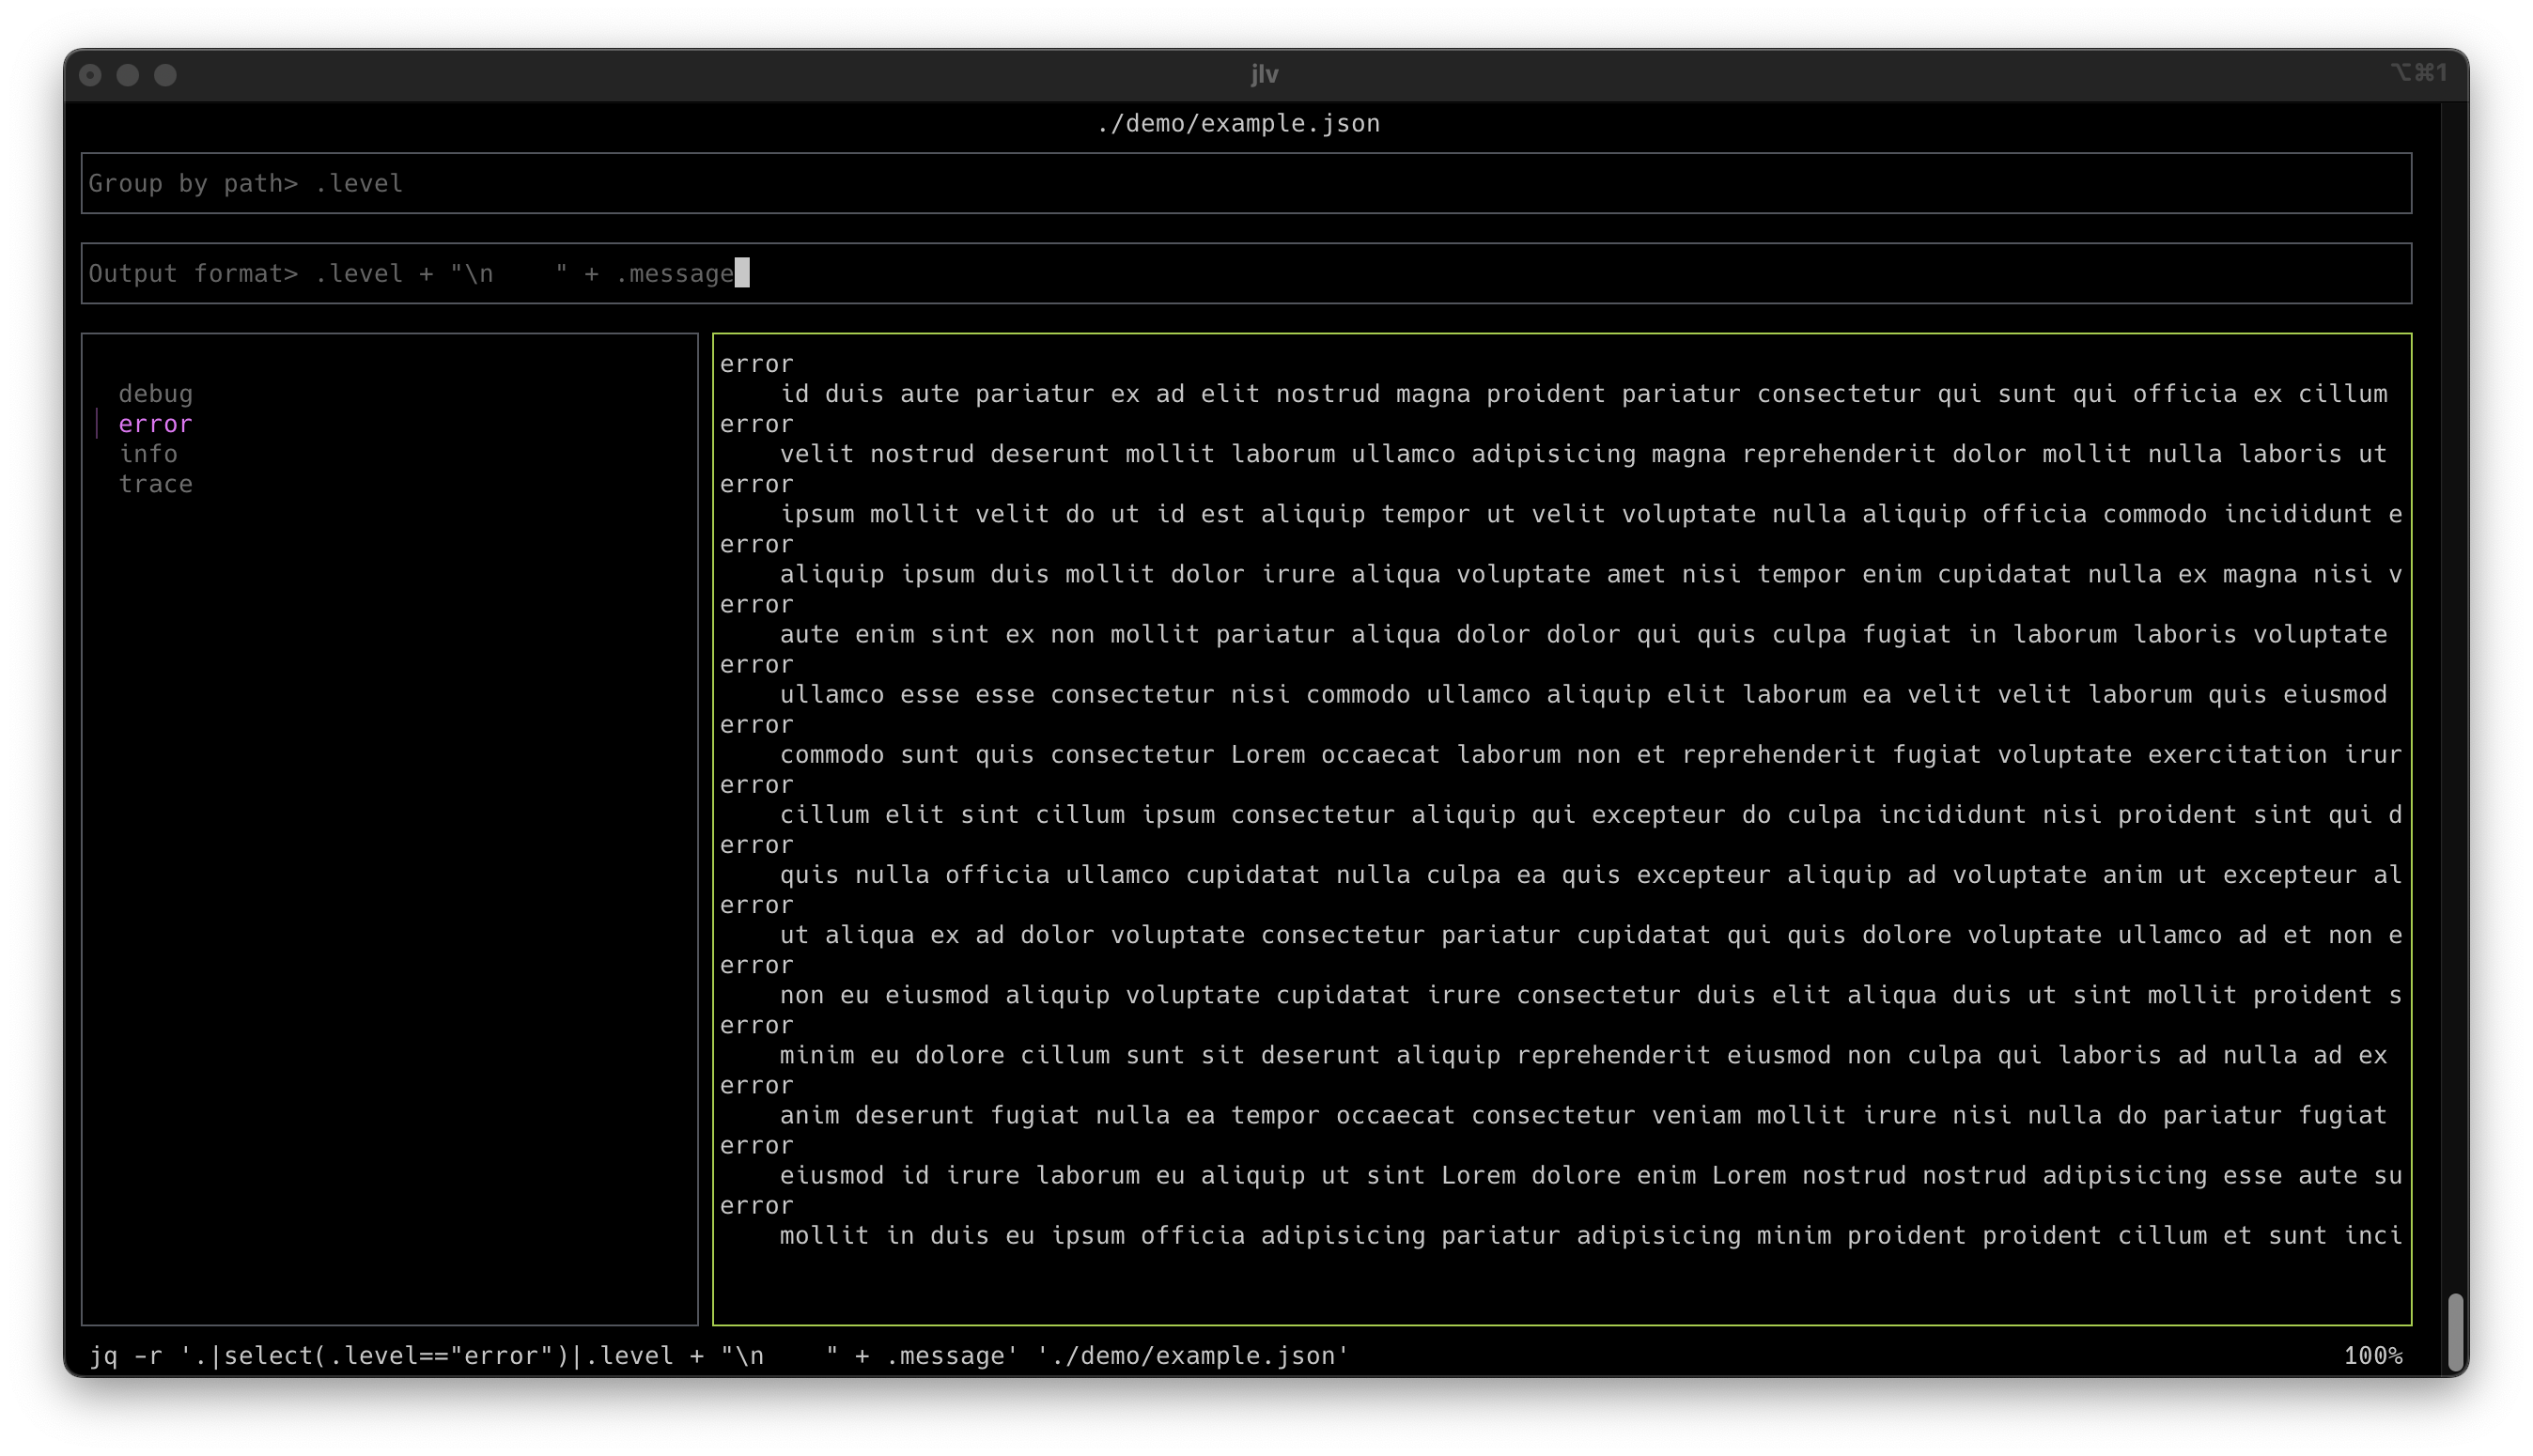 jlv
⌥⌘1
./demo/example.json
Group by path> .level
Output format> .level + "\n    " + .message
debug
error
info
trace
error
    id duis aute pariatur ex ad elit nostrud magna proident pariatur consectetur qui sunt qui officia ex cillum
error
    velit nostrud deserunt mollit laborum ullamco adipisicing magna reprehenderit dolor mollit nulla laboris ut
error
    ipsum mollit velit do ut id est aliquip tempor ut velit voluptate nulla aliquip officia commodo incididunt e
error
    aliquip ipsum duis mollit dolor irure aliqua voluptate amet nisi tempor enim cupidatat nulla ex magna nisi v
error
    aute enim sint ex non mollit pariatur aliqua dolor dolor qui quis culpa fugiat in laborum laboris voluptate
error
    ullamco esse esse consectetur nisi commodo ullamco aliquip elit laborum ea velit velit laborum quis eiusmod
error
    commodo sunt quis consectetur Lorem occaecat laborum non et reprehenderit fugiat voluptate exercitation irur
error
    cillum elit sint cillum ipsum consectetur aliquip qui excepteur do culpa incididunt nisi proident sint qui d
error
    quis nulla officia ullamco cupidatat nulla culpa ea quis excepteur aliquip ad voluptate anim ut excepteur al
error
    ut aliqua ex ad dolor voluptate consectetur pariatur cupidatat qui quis dolore voluptate ullamco ad et non e
error
    non eu eiusmod aliquip voluptate cupidatat irure consectetur duis elit aliqua duis ut sint mollit proident s
error
    minim eu dolore cillum sunt sit deserunt aliquip reprehenderit eiusmod non culpa qui laboris ad nulla ad ex
error
    anim deserunt fugiat nulla ea tempor occaecat consectetur veniam mollit irure nisi nulla do pariatur fugiat
error
    eiusmod id irure laborum eu aliquip ut sint Lorem dolore enim Lorem nostrud nostrud adipisicing esse aute su
error
    mollit in duis eu ipsum officia adipisicing pariatur adipisicing minim proident proident cillum et sunt inci
jq -r '.|select(.level=="error")|.level + "\n    " + .message' './demo/example.json'
100%